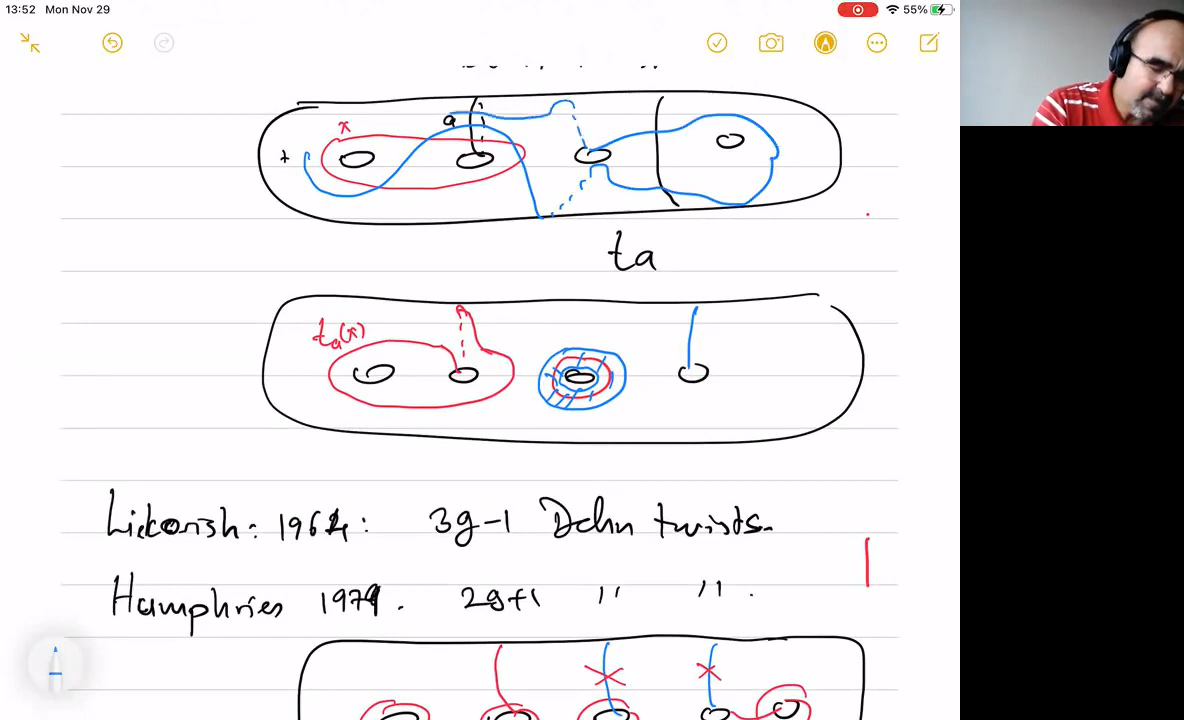 13:52 Mon Nov 29
55%
a
x
ta
ta(x)
Lickorish: 1964: 3g-1 Dehn twists.
Humphries 1979. 2g+1 " " .